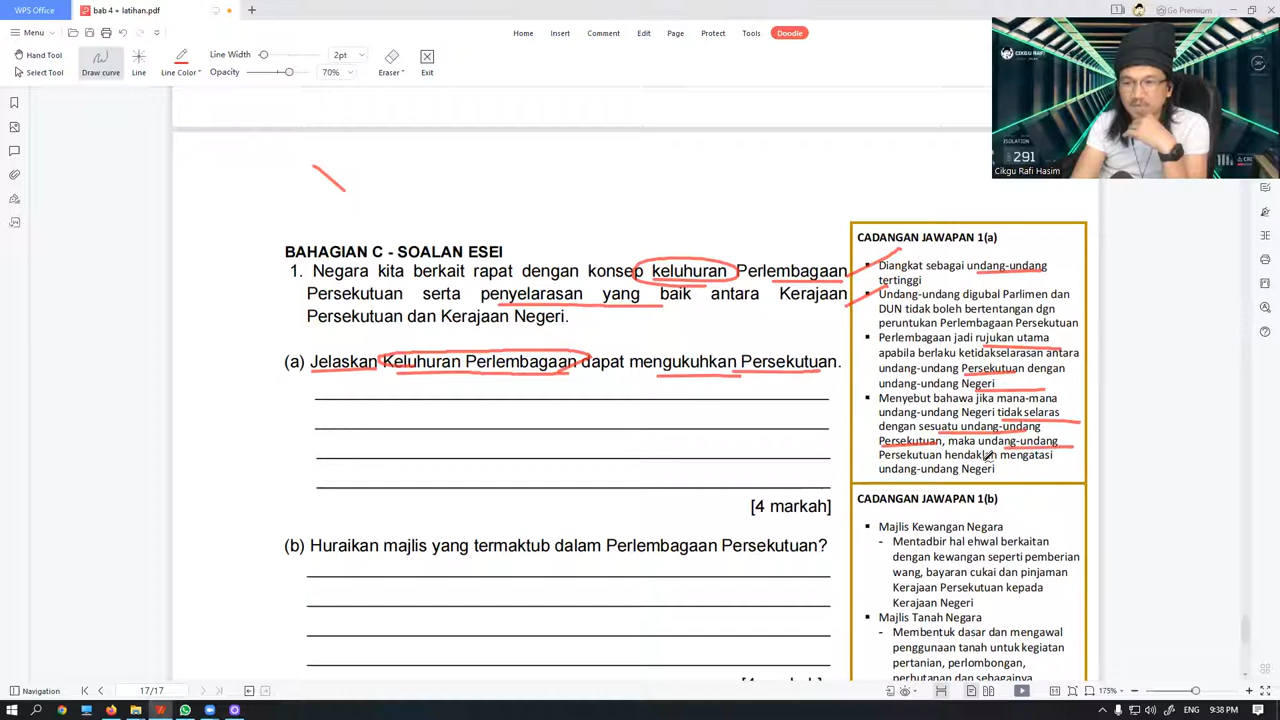 WPS Office
bab 4 + latihan.pdf
Go Premium
Menu
Home
Insert
Comment
Edit
Page
Protect
Tools
Doodle
Hand Tool
Select Tool
Draw curve
Line
Line Color
Line Width
2pt
Opacity
70%
Eraser
Exit
CIKGU RAFI
ISOLATION
291
Cikgu Rafi Hasim
BAHAGIAN C - SOALAN ESEI
1. Negara kita berkait rapat dengan konsep keluhuran Perlembagaan
Persekutuan serta penyelarasan yang baik antara Kerajaan
Persekutuan dan Kerajaan Negeri.
(a) Jelaskan Keluhuran Perlembagaan dapat mengukuhkan Persekutuan.
[4 markah]
(b) Huraikan majlis yang termaktub dalam Perlembagaan Persekutuan?
CADANGAN JAWAPAN 1(a)
▪ Diangkat sebagai undang-undang
tertinggi
▪ Undang-undang digubal Parlimen dan
DUN tidak boleh bertentangan dgn
peruntukan Perlembagaan Persekutuan
▪ Perlembagaan jadi rujukan utama
apabila berlaku ketidakselarasan antara
undang-undang Persekutuan dengan
undang-undang Negeri
▪ Menyebut bahawa jika mana-mana
undang-undang Negeri tidak selaras
dengan sesuatu undang-undang
Persekutuan, maka undang-undang
Persekutuan hendaklah mengatasi
undang-undang Negeri
CADANGAN JAWAPAN 1(b)
▪ Majlis Kewangan Negara
- Mentadbir hal ehwal berkaitan
dengan kewangan seperti pemberian
wang, bayaran cukai dan pinjaman
Kerajaan Persekutuan kepada
Kerajaan Negeri
▪ Majlis Tanah Negara
- Membentuk dasar dan mengawal
penggunaan tanah untuk kegiatan
pertanian, perlombongan,
perhutanan dan sebagainya
Navigation
17/17
175%
9:38 PM